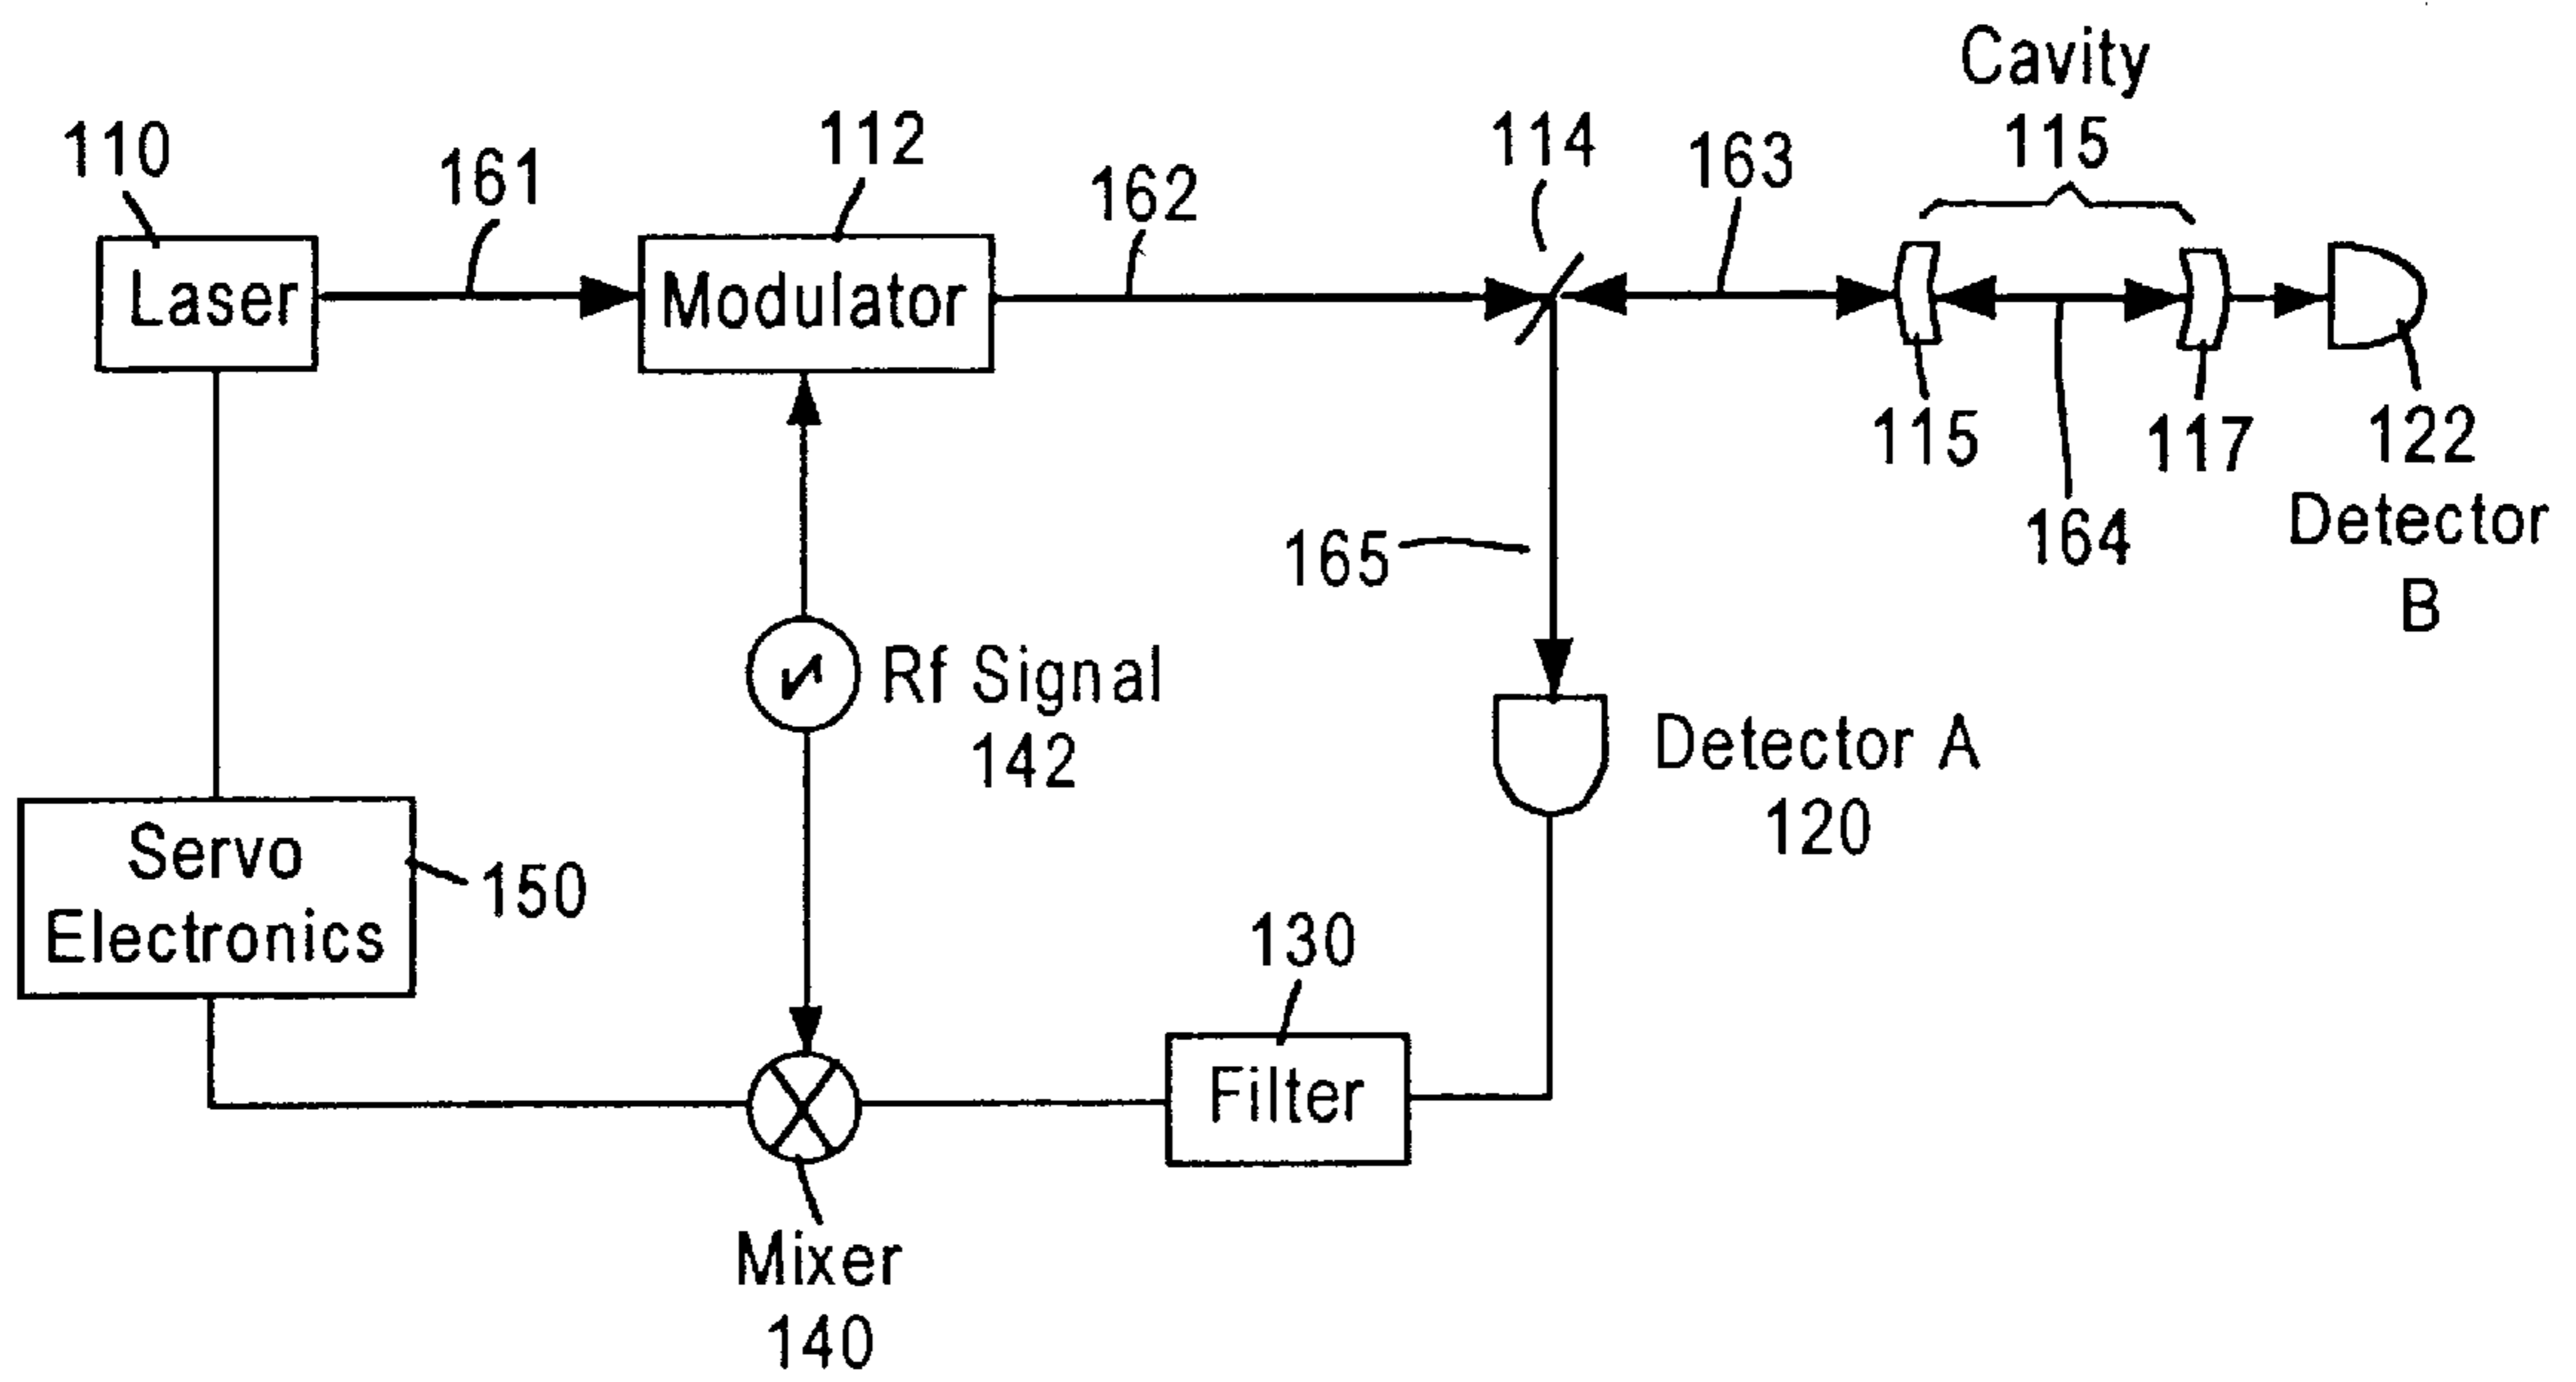 Cavity
115
110
161
112
162
114
163
Laser
Modulator
115
117
122
Detector
B
164
165
Rf Signal
142
Detector A
120
Servo
Electronics
150
130
Filter
Mixer
140